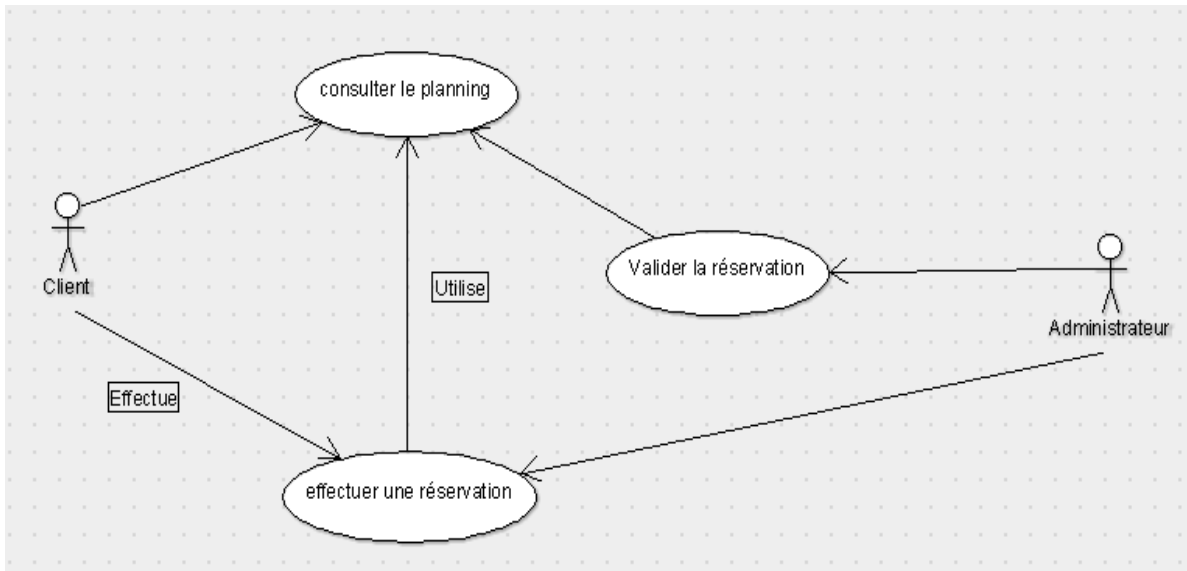 consulter le planning
Client
Valider la réservation
Utilise
Administrateur
Effectue
effectuer une réservation